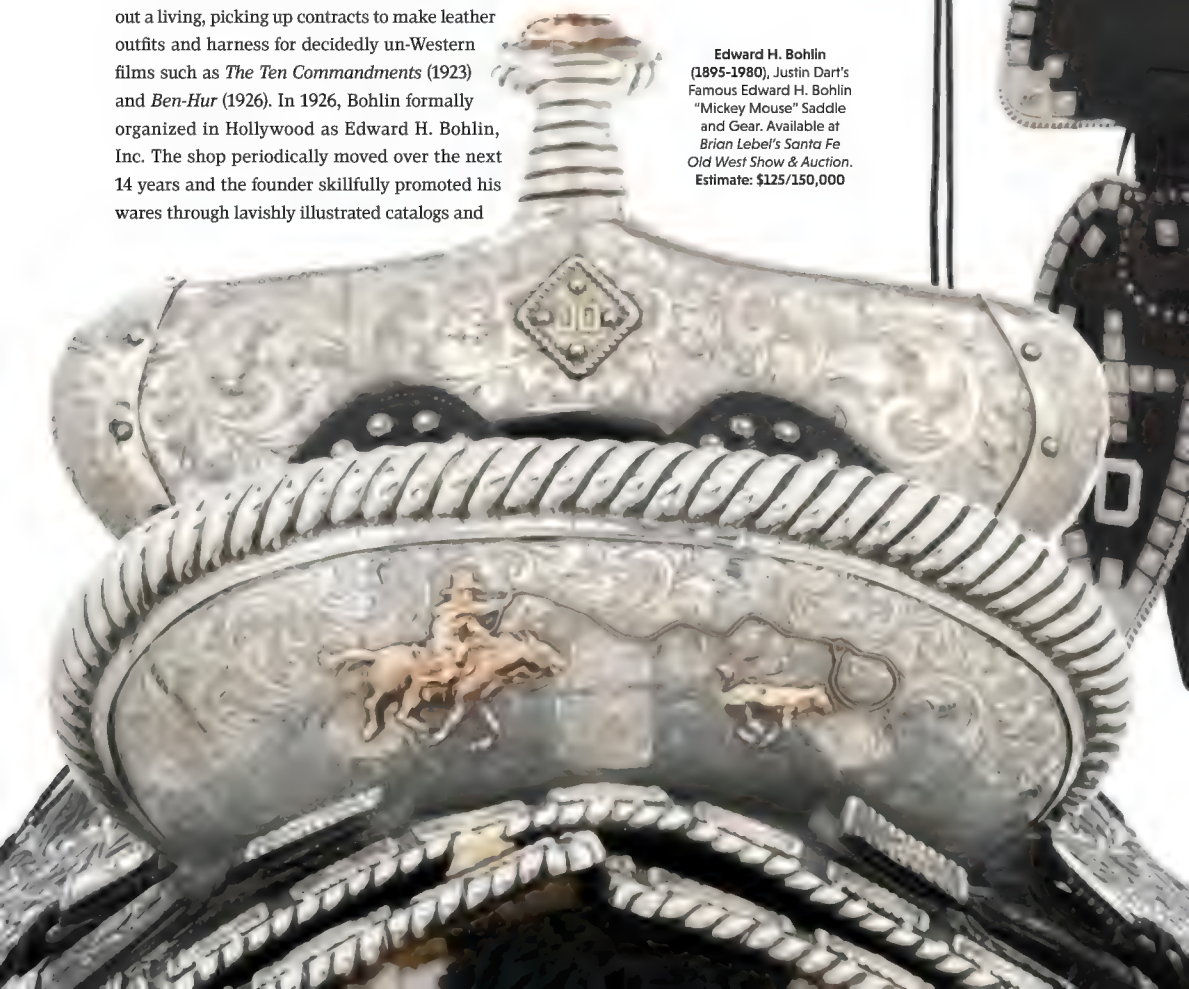 out a living, picking up contracts to make leather
outfits and harness for decidedly un-Western
films such as The Ten Commandments (1923)
and Ben-Hur (1926). In 1926, Bohlin formally
organized in Hollywood as Edward H. Bohlin,
Inc. The shop periodically moved over the next
14 years and the founder skillfully promoted his
wares through lavishly illustrated catalogs and
Edward H. Bohlin
(1895-1980), Justin Dart's
Famous Edward H. Bohlin
"Mickey Mouse" Saddle
and Gear. Available at
Brian Lebel's Santa Fe
Old West Show & Auction.
Estimate: $125/150,000